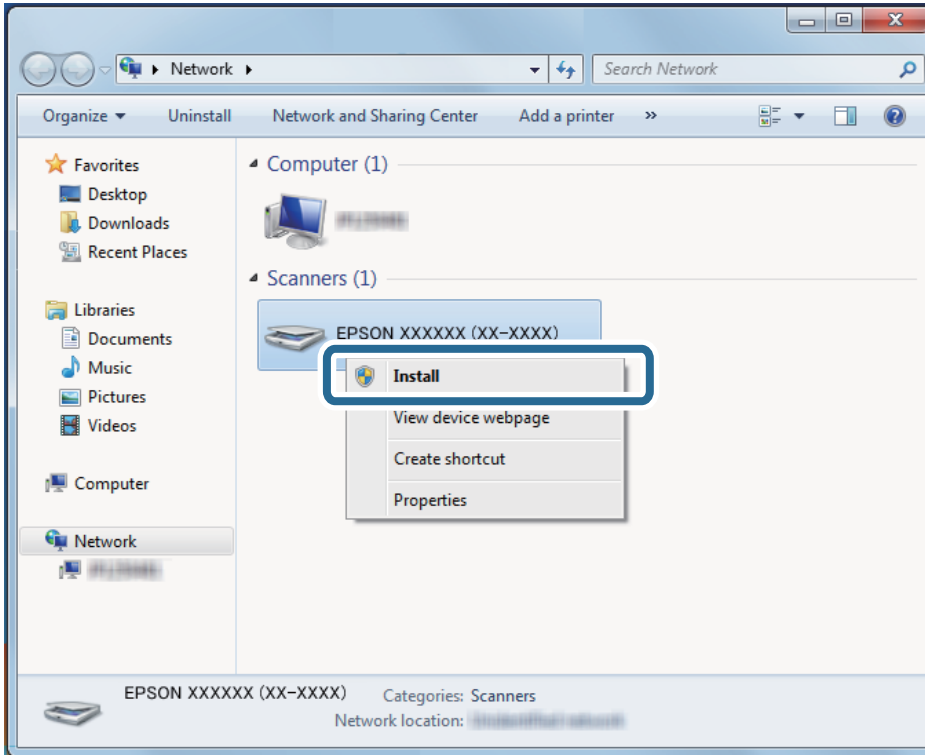 Network
Search Network
Organize
Uninstall
Network and Sharing Center
Add a printer
»
Favorites
Desktop
Downloads
Recent Places
Libraries
Documents
Music
Pictures
Videos
Computer
Network
Computer (1)
Scanners (1)
EPSON XXXXXX (XX-XXXX)
Install
View device webpage
Create shortcut
Properties
EPSON XXXXXX (XX-XXXX)
Categories: Scanners
Network location: